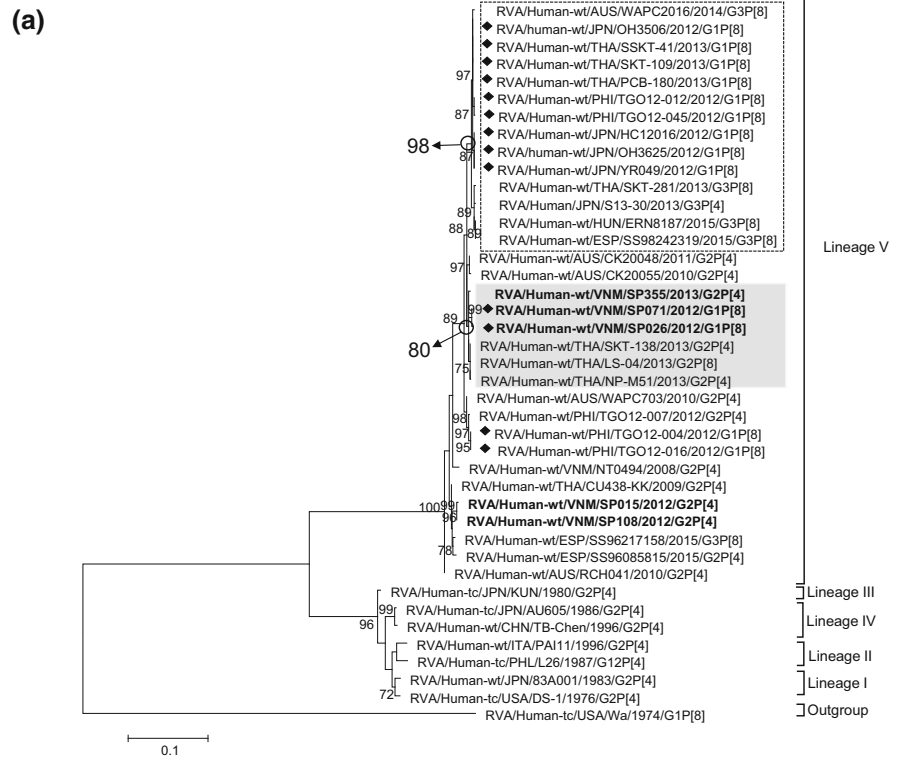 (a)
RVA/Human-wt/AUS/WAPC2016/2014/G3P[8]
RVA/human-wt/JPN/OH3506/2012/G1P[8]
RVA/Human-wt/THA/SSKT-41/2013/G1P[8]
RVA/Human-wt/THA/SKT-109/2013/G1P[8]
97
RVA/Human-wt/THA/PCB-180/2013/G1P[8]
RVA/Human-wt/PHI/TGO12-012/2012/G1P[8]
87
RVA/Human-wt/PHI/TGO12-045/2012/G1P[8]
RVA/Human-wt/JPN/HC12016/2012/G1P[8]
98
87
RVA/human-wt/JPN/OH3625/2012/G1P[8]
RVA/Human-wt/JPN/YR049/2012/G1P[8]
RVA/Human-wt/THA/SKT-281/2013/G3P[8]
RVA/Human/JPN/S13-30/2013/G3P[4]
89
88
RVA/Human-wt/HUN/ERN8187/2015/G3P[8]
89
RVA/Human-wt/ESP/SS98242319/2015/G3P[8]
Lineage V
RVA/Human-wt/AUS/CK20048/2011/G2P[4]
97
RVA/Human-wt/AUS/CK20055/2010/G2P[4]
RVA/Human-wt/VNM/SP355/2013/G2P[4]
99
RVA/Human-wt/VNM/SP071/2012/G1P[8]
89
RVA/Human-wt/VNM/SP026/2012/G1P[8]
80
RVA/Human-wt/THA/SKT-138/2013/G2P[4]
RVA/Human-wt/THA/LS-04/2013/G2P[8]
75
RVA/Human-wt/THA/NP-M51/2013/G2P[4]
RVA/Human-wt/AUS/WAPC703/2010/G2P[4]
98
RVA/Human-wt/PHI/TGO12-007/2012/G2P[4]
97
RVA/Human-wt/PHI/TGO12-004/2012/G1P[8]
95
RVA/Human-wt/PHI/TGO12-016/2012/G1P[8]
RVA/Human-wt/VNM/NT0494/2008/G2P[4]
RVA/Human-wt/THA/CU438-KK/2009/G2P[4]
100
99
RVA/Human-wt/VNM/SP015/2012/G2P[4]
96
RVA/Human-wt/VNM/SP108/2012/G2P[4]
RVA/Human-wt/ESP/SS96217158/2015/G3P[8]
78
RVA/Human-wt/ESP/SS96085815/2015/G2P[4]
RVA/Human-wt/AUS/RCH041/2010/G2P[4]
RVA/Human-tc/JPN/KUN/1980/G2P[4]
Lineage III
99
RVA/Human-tc/JPN/AU605/1986/G2P[4]
96
RVA/Human-wt/CHN/TB-Chen/1996/G2P[4]
Lineage IV
RVA/Human-wt/ITA/PAI11/1996/G2P[4]
RVA/Human-tc/PHL/L26/1987/G12P[4]
Lineage II
RVA/Human-wt/JPN/83A001/1983/G2P[4]
72
RVA/Human-tc/USA/DS-1/1976/G2P[4]
Lineage I
RVA/Human-tc/USA/Wa/1974/G1P[8]
Outgroup
0.1